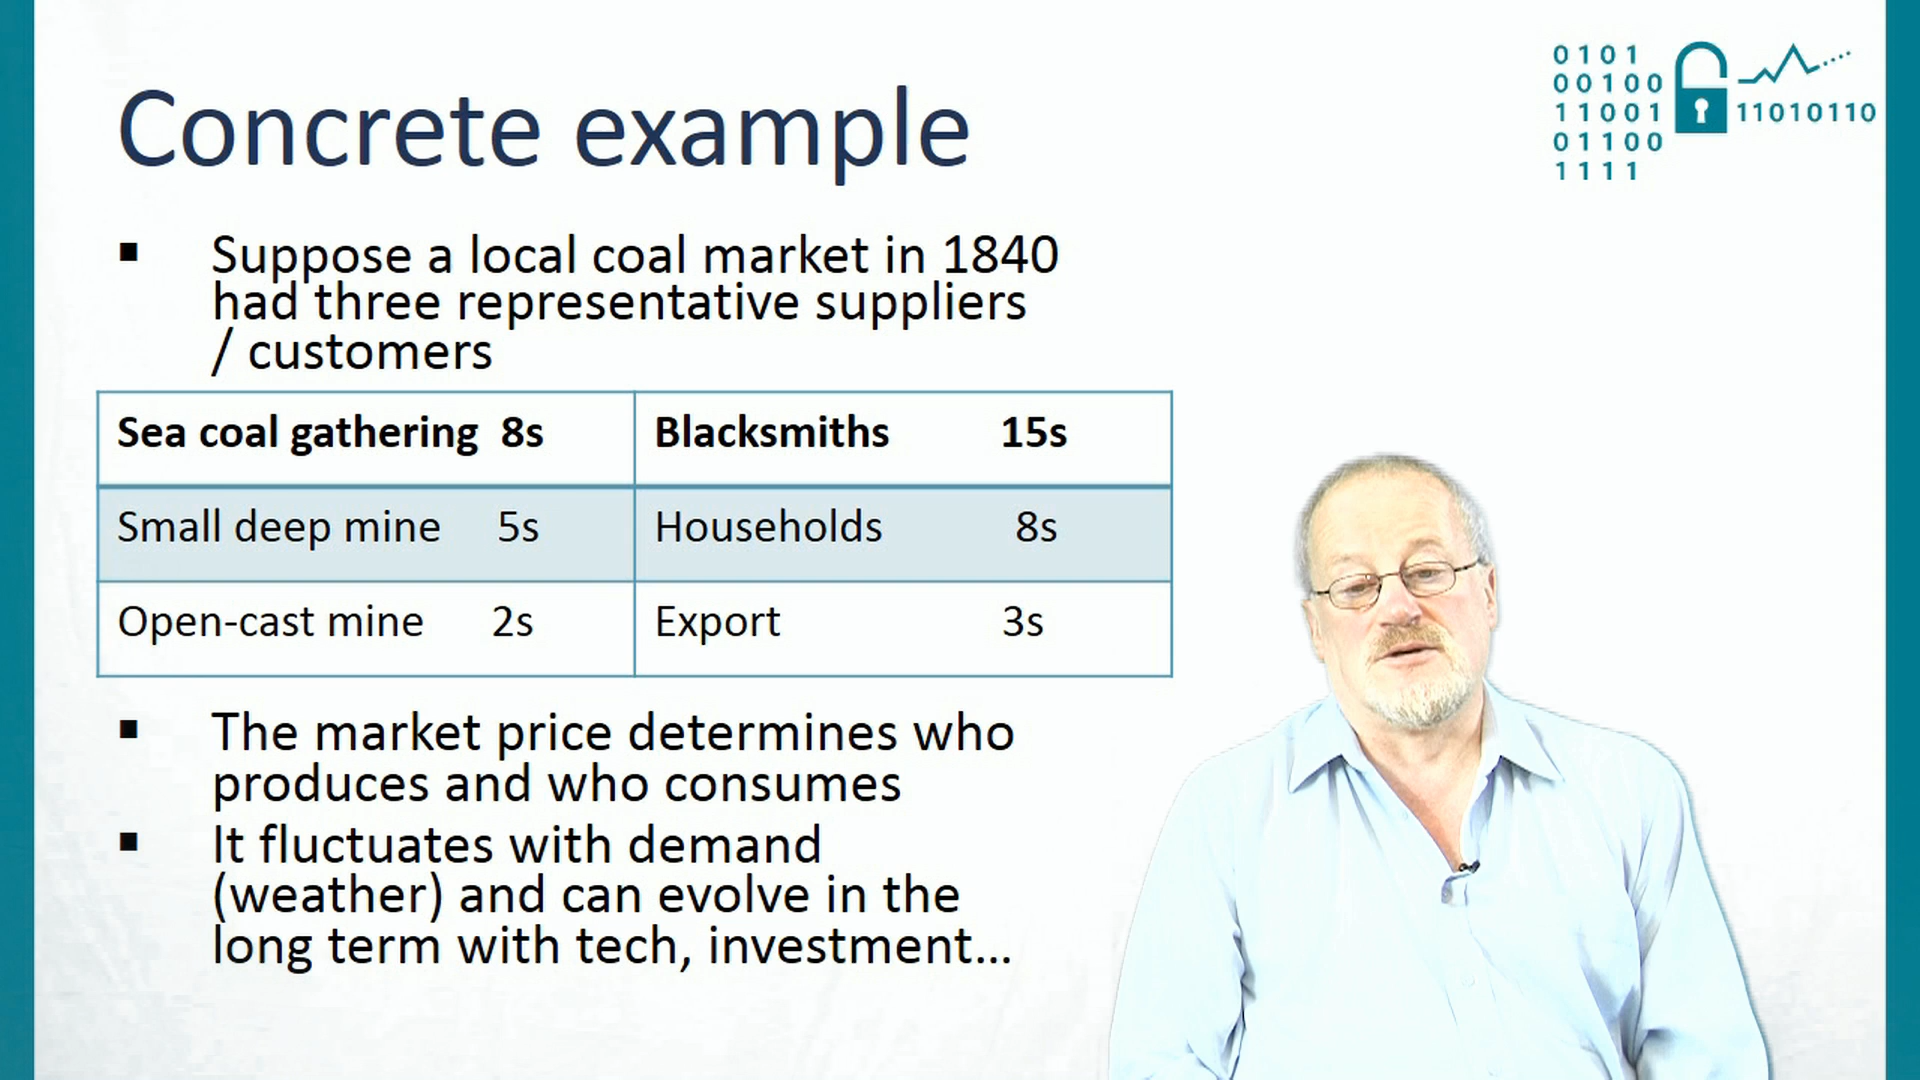 Concrete example
0101
00100
11001
01100
1111
11010110
▪ Suppose a local coal market in 1840
had three representative suppliers
/ customers
Sea coal gathering 8s Blacksmiths 15s
Small deep mine 5s Households 8s
Open-cast mine 2s Export 3s
▪ The market price determines who
produces and who consumes
▪ It fluctuates with demand
(weather) and can evolve in the
long term with tech, investment...